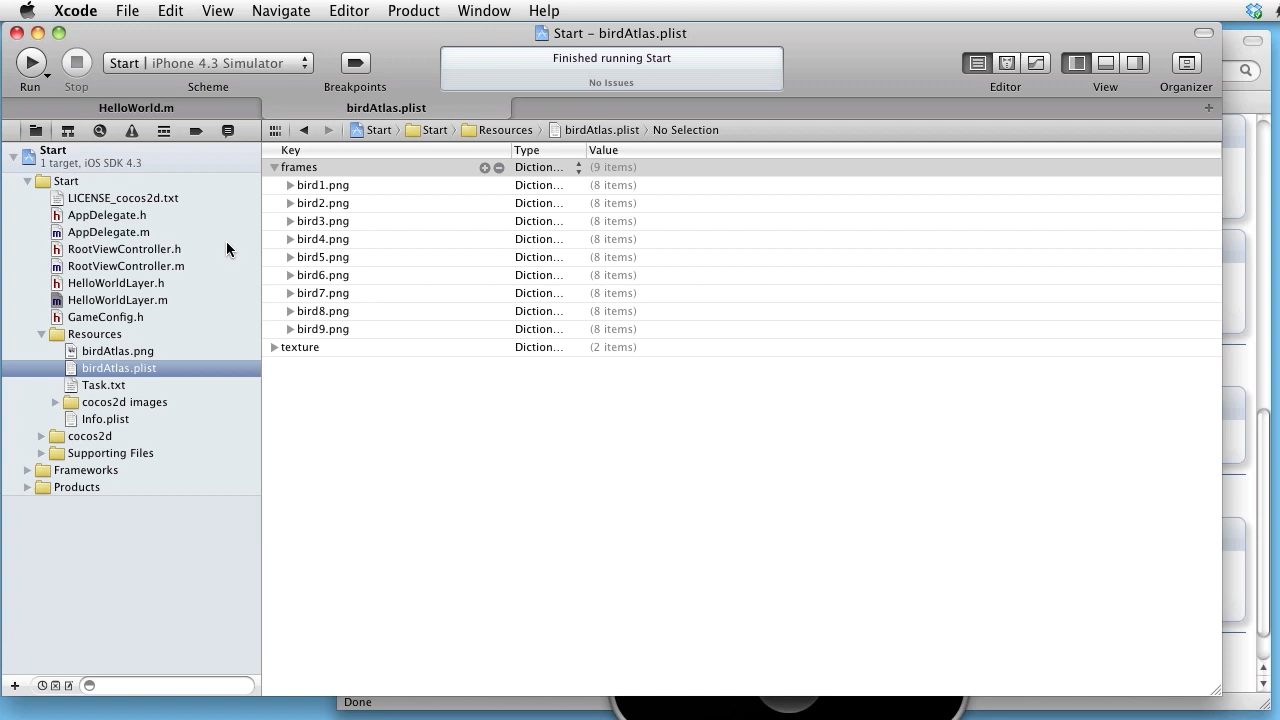 Xcode File Edit View Navigate Editor Product Window Help
Start – birdAtlas.plist
Start | iPhone 4.3 Simulator
Finished running Start
No Issues
Run Stop Scheme Breakpoints Editor View Organizer
HelloWorld.m birdAtlas.plist
Start Start Resources birdAtlas.plist No Selection
Start
1 target, iOS SDK 4.3
Start
LICENSE_cocos2d.txt
AppDelegate.h
AppDelegate.m
RootViewController.h
RootViewController.m
HelloWorldLayer.h
HelloWorldLayer.m
GameConfig.h
Resources
birdAtlas.png
birdAtlas.plist
Task.txt
cocos2d images
Info.plist
cocos2d
Supporting Files
Frameworks
Products
Key Type Value
frames Diction... (9 items)
bird1.png Diction... (8 items)
bird2.png Diction... (8 items)
bird3.png Diction... (8 items)
bird4.png Diction... (8 items)
bird5.png Diction... (8 items)
bird6.png Diction... (8 items)
bird7.png Diction... (8 items)
bird8.png Diction... (8 items)
bird9.png Diction... (8 items)
texture Diction... (2 items)
Done